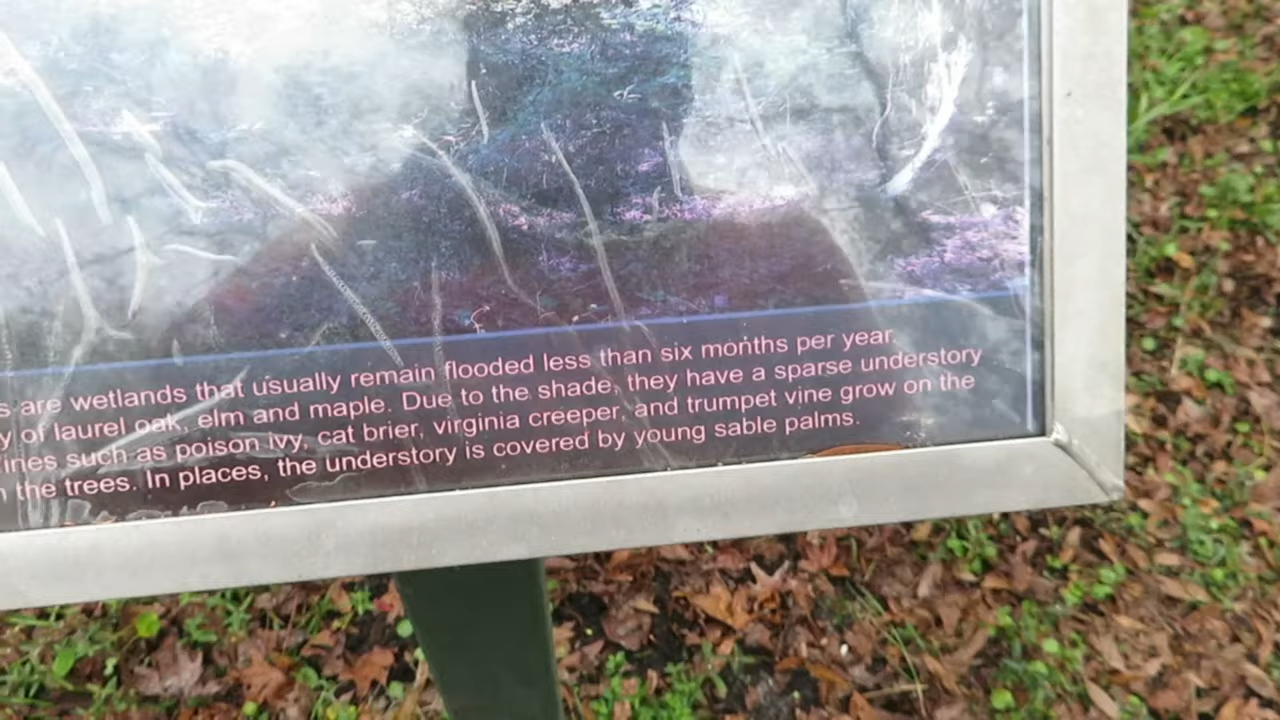 s are wetlands that usually remain flooded less than six months per year.
y of laurel oak, elm and maple. Due to the shade, they have a sparse understory
ines such as poison ivy, cat brier, virginia creeper, and trumpet vine grow on the
the trees. In places, the understory is covered by young sable palms.